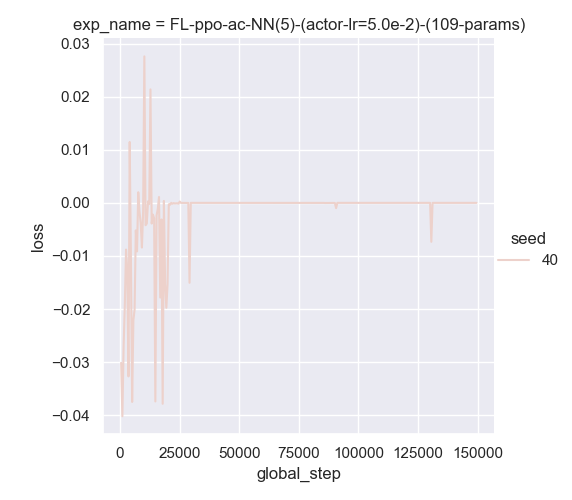 exp_name = FL-ppo-ac-NN(5)-(actor-lr=5.0e-2)-(109-params)
0.03
0.02
0.01
0.00
−0.01
−0.02
−0.03
−0.04
loss
0 25000 50000 75000 100000 125000 150000
global_step
seed
40